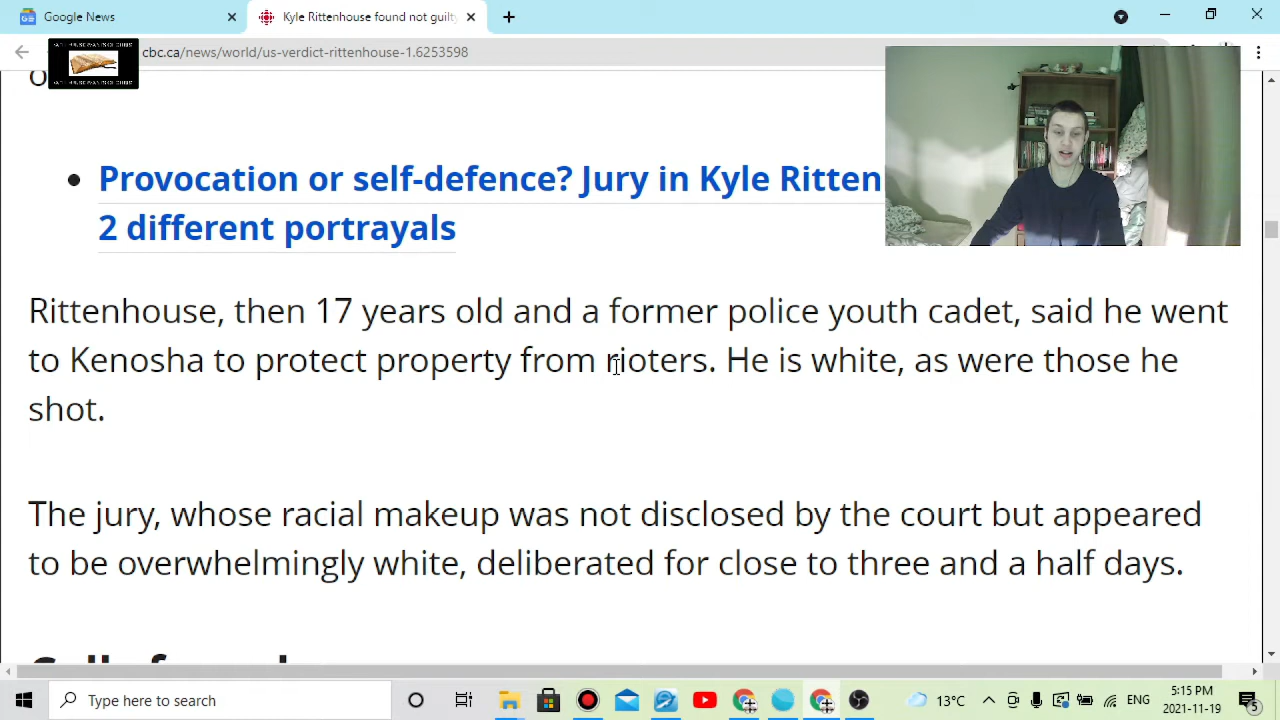 Google News
Kyle Rittenhouse found not guilt
cbc.ca/news/world/us-verdict-rittenhouse-1.6253598
Provocation or self-defence? Jury in Kyle Ritten
2 different portrayals
Rittenhouse, then 17 years old and a former police youth cadet, said he went
to Kenosha to protect property from rioters. He is white, as were those he
shot.
The jury, whose racial makeup was not disclosed by the court but appeared
to be overwhelmingly white, deliberated for close to three and a half days.
Type here to search
13°C
ENG
5:15 PM
2021-11-19
5